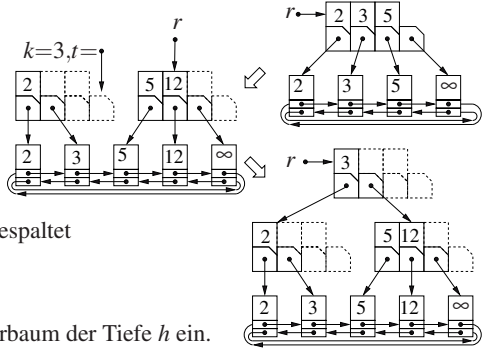 r
2 3 5
2 3 5 ∞
k=3,t=
r
2
5 12
2 3 5 12 ∞
r
3
2
5 12
2 3 5 12 ∞
espaltet
rbaum der Tiefe h ein.